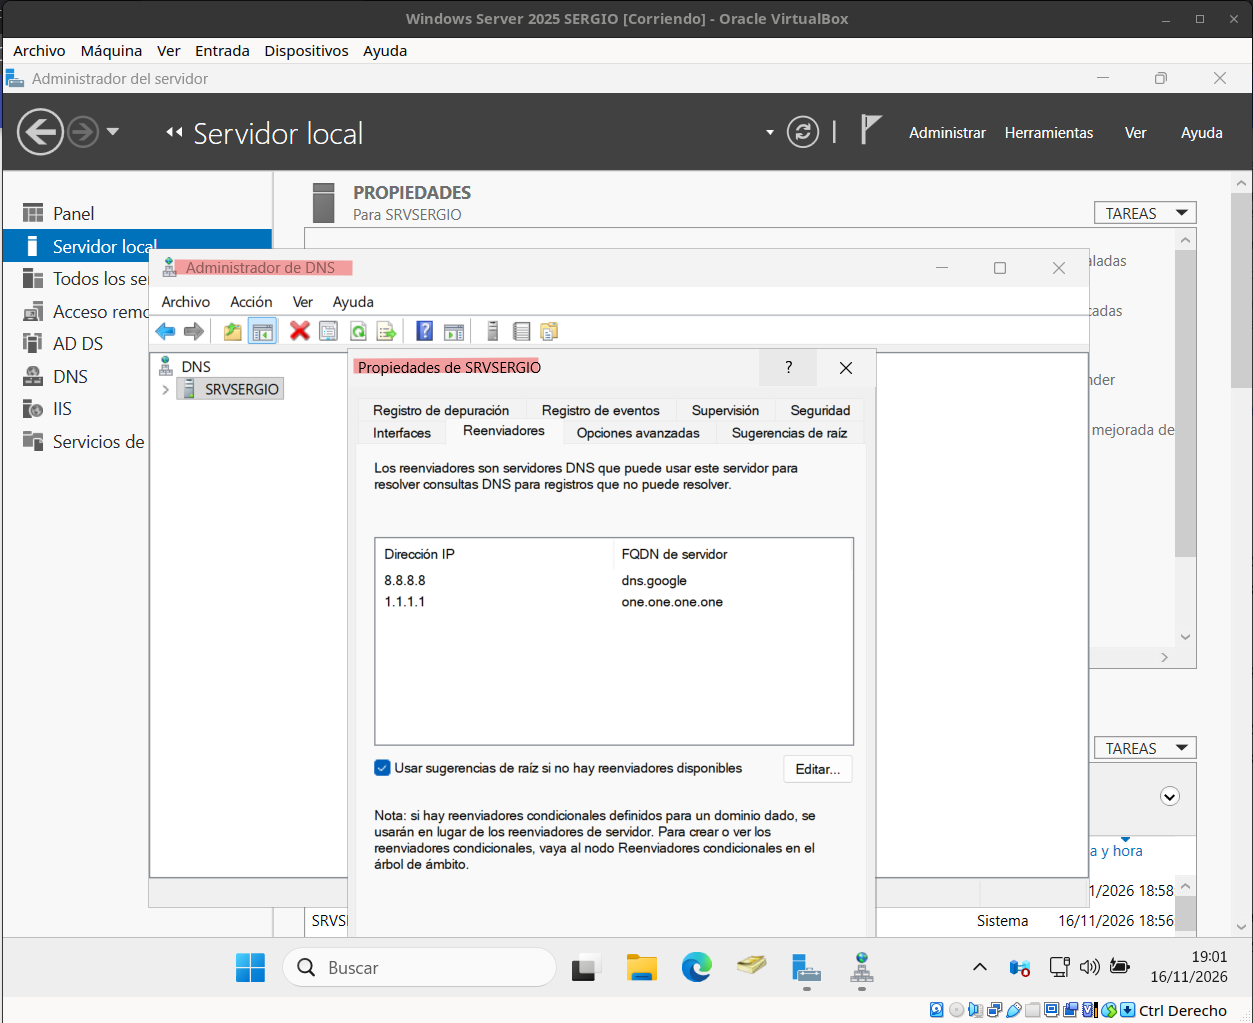 Windows Server 2025 SERGIO [Corriendo] - Oracle VirtualBox
Archivo Máquina Ver Entrada Dispositivos Ayuda
Administrador del servidor
Servidor local
Administrar Herramientas Ver Ayuda
PROPIEDADES
Para SRVSERGIO
TAREAS
Panel
Servidor local
Todos los se
Acceso remo
AD DS
DNS
IIS
Servicios de
aladas
cadas
nder
mejorada de
Administrador de DNS
Archivo Acción Ver Ayuda
DNS
SRVSERGIO
Propiedades de SRVSERGIO
?
Registro de depuración Registro de eventos Supervisión Seguridad
Interfaces Reenviadores Opciones avanzadas Sugerencias de raíz
Los reenviadores son servidores DNS que puede usar este servidor para
resolver consultas DNS para registros que no puede resolver.
Dirección IP FQDN de servidor
8.8.8.8 dns.google
1.1.1.1 one.one.one.one
Usar sugerencias de raíz si no hay reenviadores disponibles
Editar...
Nota: si hay reenviadores condicionales definidos para un dominio dado, se
usarán en lugar de los reenviadores de servidor. Para crear o ver los
reenviadores condicionales, vaya al nodo Reenviadores condicionales en el
árbol de ámbito.
TAREAS
a y hora
1/2026 18:58
SRVS
Sistema 16/11/2026 18:56
Buscar
19:01
16/11/2026
Ctrl Derecho